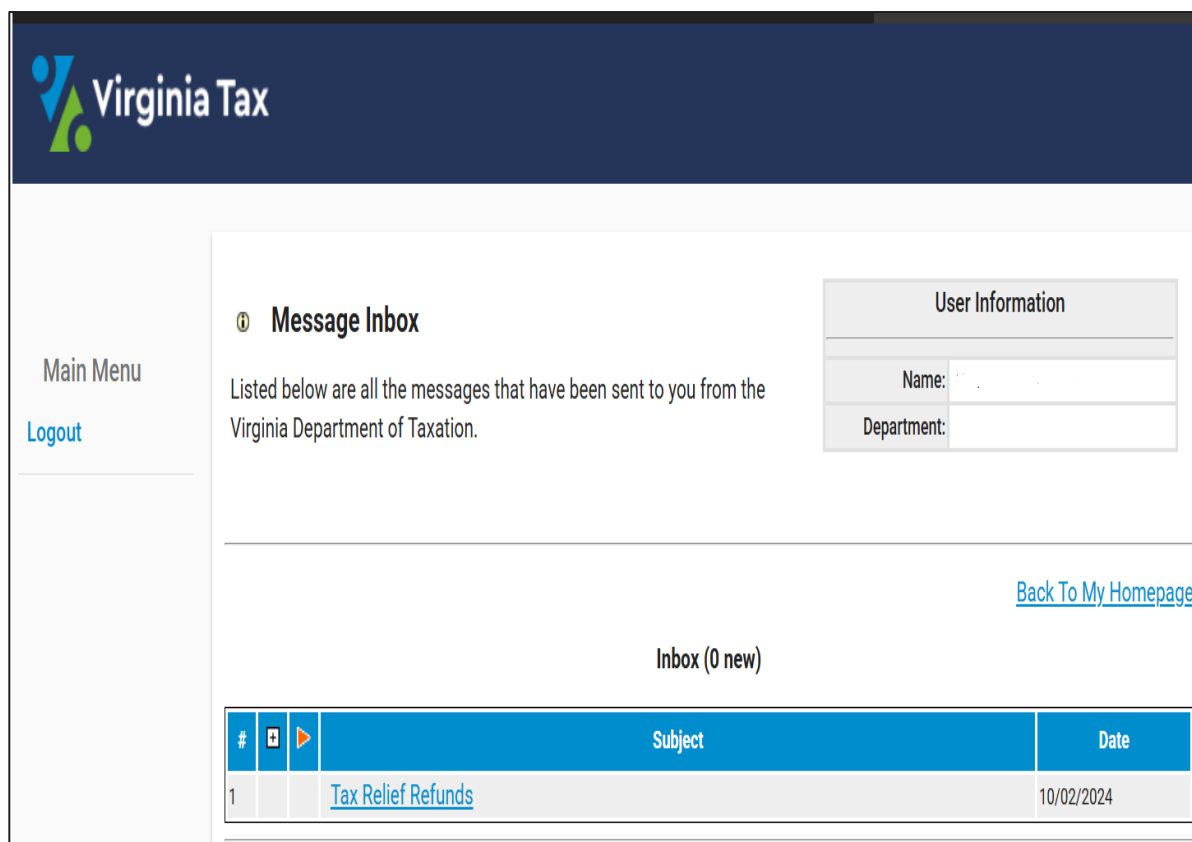 Virginia Tax
Main Menu
Logout
Message Inbox
Listed below are all the messages that have been sent to you from the
Virginia Department of Taxation.
User Information
Name:
Department:
Back To My Homepage
Inbox (0 new)
# Subject Date
1 Tax Relief Refunds 10/02/2024